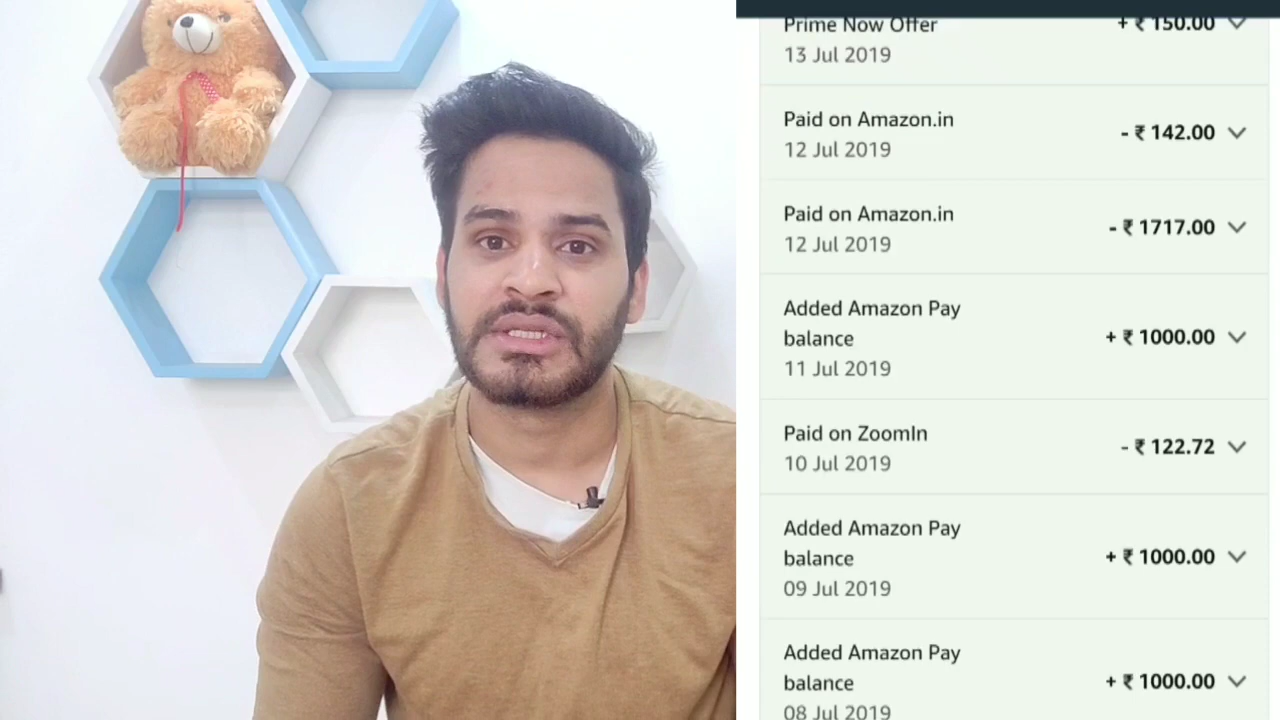 Prime Now Offer + ₹ 150.00
13 Jul 2019
Paid on Amazon.in
- ₹ 142.00
12 Jul 2019
Paid on Amazon.in
- ₹ 1717.00
12 Jul 2019
Added Amazon Pay
balance + ₹ 1000.00
11 Jul 2019
Paid on ZoomIn
- ₹ 122.72
10 Jul 2019
Added Amazon Pay
balance + ₹ 1000.00
09 Jul 2019
Added Amazon Pay
balance + ₹ 1000.00
08 Jul 2019